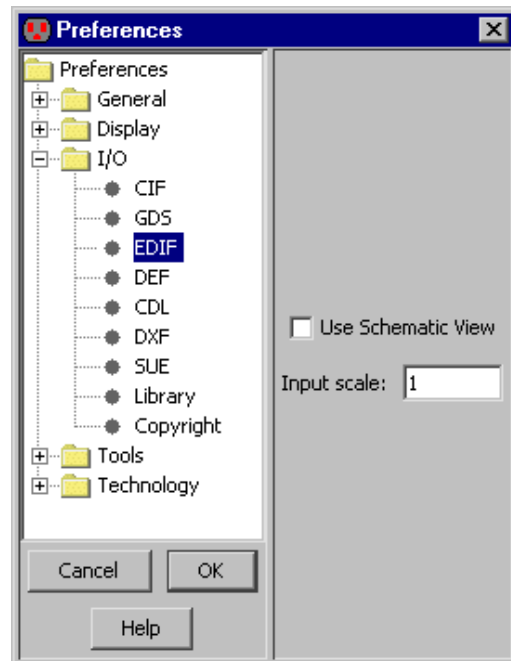 Preferences
Preferences
General
Display
I/O
CIF
GDS
EDIF
DEF
CDL
DXF
SUE
Library
Copyright
Tools
Technology
Cancel
OK
Help
Use Schematic View
Input scale: 1